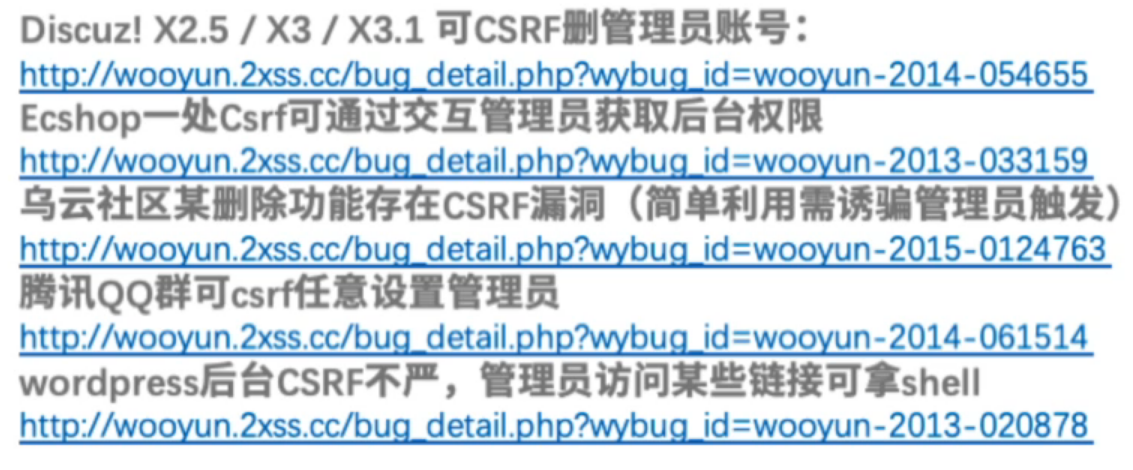 Discuz! X2.5 / X3 / X3.1 可CSRF删管理员账号：
http://wooyun.2xss.cc/bug_detail.php?wybug_id=wooyun-2014-054655
Ecshop一处Csrf可通过交互管理员获取后台权限
http://wooyun.2xss.cc/bug_detail.php?wybug_id=wooyun-2013-033159
乌云社区某删除功能存在CSRF漏洞（简单利用需诱骗管理员触发）
http://wooyun.2xss.cc/bug_detail.php?wybug_id=wooyun-2015-0124763
腾讯QQ群可csrf任意设置管理员
http://wooyun.2xss.cc/bug_detail.php?wybug_id=wooyun-2014-061514
wordpress后台CSRF不严，管理员访问某些链接可拿shell
http://wooyun.2xss.cc/bug_detail.php?wybug_id=wooyun-2013-020878